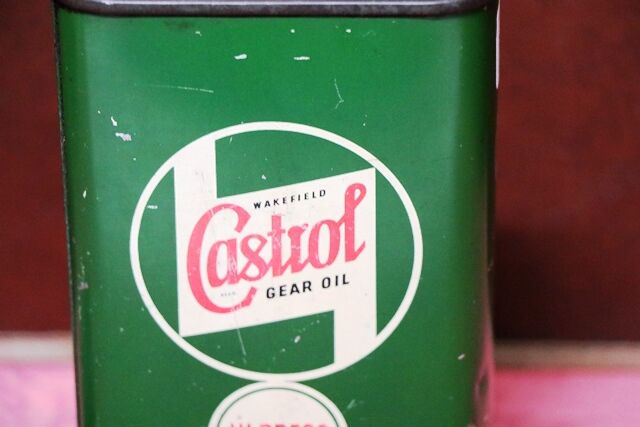 WAKEFIELD
Castrol
GEAR OIL